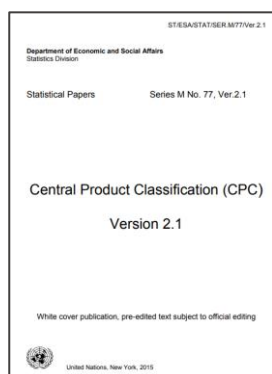 ST/ESA/STAT/SER.M/77/Ver.2.1
Department of Economic and Social Affairs
Statistics Division
Statistical Papers Series M No. 77, Ver.2.1
Central Product Classification (CPC)
Version 2.1
White cover publication, pre-edited text subject to official editing
United Nations, New York, 2015